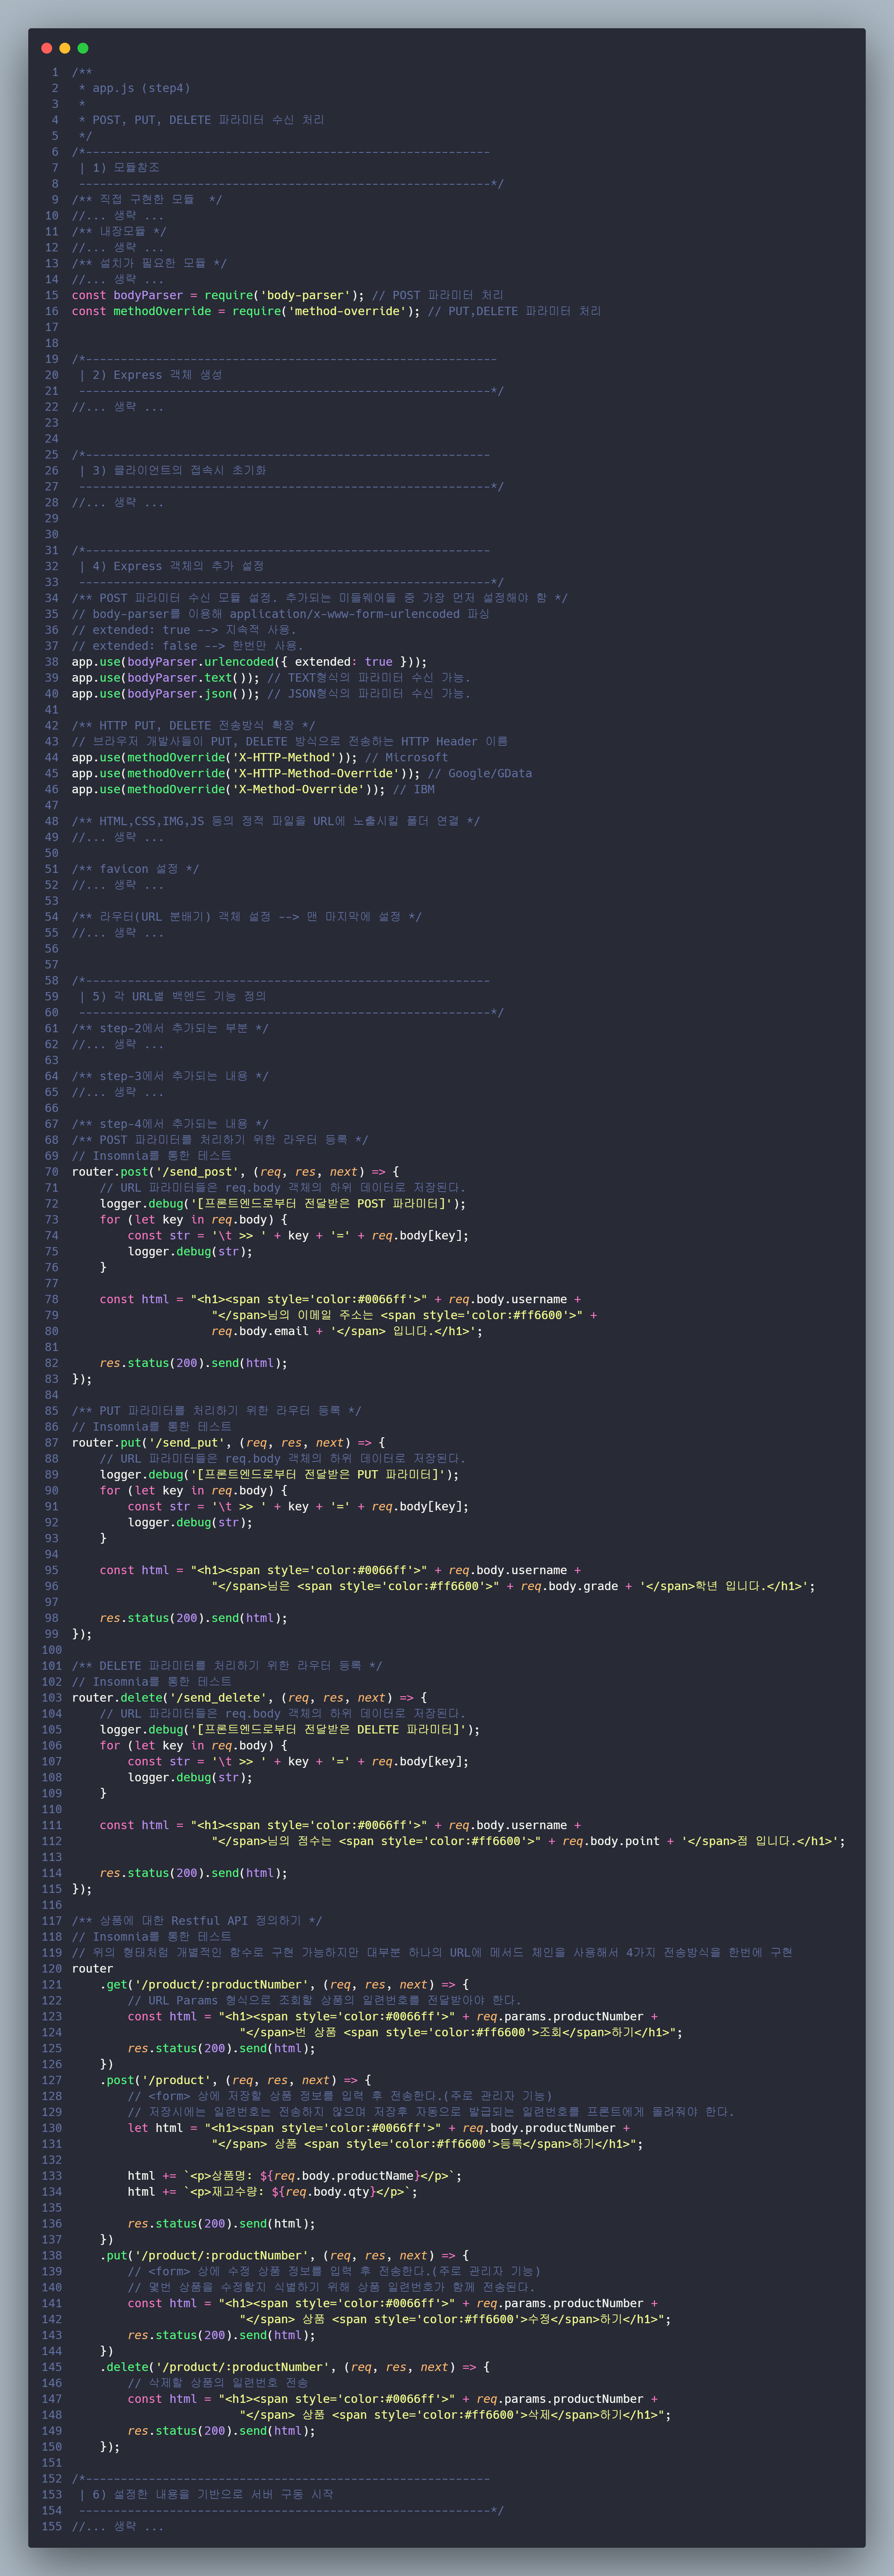 1 /**
2  * app.js (step4)
3  *
4  * POST, PUT, DELETE 파라미터 수신 처리
5  */
6 /*----------------------------------------------------------
7  | 1) 모듈참조
8  -----------------------------------------------------------*/
9 /** 직접 구현한 모듈  */
10 //... 생략 ...
11 /** 내장모듈 */
12 //... 생략 ...
13 /** 설치가 필요한 모듈 */
14 //... 생략 ...
15 const bodyParser = require('body-parser'); // POST 파라미터 처리
16 const methodOverride = require('method-override'); // PUT,DELETE 파라미터 처리
17
18
19 /*-----------------------------------------------------------
20  | 2) Express 객체 생성
21  -----------------------------------------------------------*/
22 //... 생략 ...
23
24
25 /*----------------------------------------------------------
26  | 3) 클라이언트의 접속시 초기화
27  -----------------------------------------------------------*/
28 //... 생략 ...
29
30
31 /*----------------------------------------------------------
32  | 4) Express 객체의 추가 설정
33  -----------------------------------------------------------*/
34 /** POST 파라미터 수신 모듈 설정. 추가되는 미들웨어들 중 가장 먼저 설정해야 함 */
35 // body-parser를 이용해 application/x-www-form-urlencoded 파싱
36 // extended: true --> 지속적 사용.
37 // extended: false --> 한번만 사용.
38 app.use(bodyParser.urlencoded({ extended: true }));
39 app.use(bodyParser.text()); // TEXT형식의 파라미터 수신 가능.
40 app.use(bodyParser.json()); // JSON형식의 파라미터 수신 가능.
41
42 /** HTTP PUT, DELETE 전송방식 확장 */
43 // 브라우저 개발사들이 PUT, DELETE 방식으로 전송하는 HTTP Header 이름
44 app.use(methodOverride('X-HTTP-Method')); // Microsoft
45 app.use(methodOverride('X-HTTP-Method-Override')); // Google/GData
46 app.use(methodOverride('X-Method-Override')); // IBM
47
48 /** HTML,CSS,IMG,JS 등의 정적 파일을 URL에 노출시킬 폴더 연결 */
49 //... 생략 ...
50
51 /** favicon 설정 */
52 //... 생략 ...
53
54 /** 라우터(URL 분배기) 객체 설정 --> 맨 마지막에 설정 */
55 //... 생략 ...
56
57
58 /*----------------------------------------------------------
59  | 5) 각 URL별 백엔드 기능 정의
60  -----------------------------------------------------------*/
61 /** step-2에서 추가되는 부분 */
62 //... 생략 ...
63
64 /** step-3에서 추가되는 내용 */
65 //... 생략 ...
66
67 /** step-4에서 추가되는 내용 */
68 /** POST 파라미터를 처리하기 위한 라우터 등록 */
69 // Insomnia를 통한 테스트
70 router.post('/send_post', (req, res, next) => {
71     // URL 파라미터들은 req.body 객체의 하위 데이터로 저장된다.
72     logger.debug('[프론트엔드로부터 전달받은 POST 파라미터]');
73     for (let key in req.body) {
74         const str = '\t >> ' + key + '=' + req.body[key];
75         logger.debug(str);
76     }
77
78     const html = "<h1><span style='color:#0066ff'>" + req.body.username +
79                     "</span>님의 이메일 주소는 <span style='color:#ff6600'>" +
80                     req.body.email + '</span> 입니다.</h1>';
81
82     res.status(200).send(html);
83 });
84
85 /** PUT 파라미터를 처리하기 위한 라우터 등록 */
86 // Insomnia를 통한 테스트
87 router.put('/send_put', (req, res, next) => {
88     // URL 파라미터들은 req.body 객체의 하위 데이터로 저장된다.
89     logger.debug('[프론트엔드로부터 전달받은 PUT 파라미터]');
90     for (let key in req.body) {
91         const str = '\t >> ' + key + '=' + req.body[key];
92         logger.debug(str);
93     }
94
95     const html = "<h1><span style='color:#0066ff'>" + req.body.username +
96                     "</span>님은 <span style='color:#ff6600'>" + req.body.grade + '</span>학년 입니다.</h1>';
97
98     res.status(200).send(html);
99 });
100
101 /** DELETE 파라미터를 처리하기 위한 라우터 등록 */
102 // Insomnia를 통한 테스트
103 router.delete('/send_delete', (req, res, next) => {
104     // URL 파라미터들은 req.body 객체의 하위 데이터로 저장된다.
105     logger.debug('[프론트엔드로부터 전달받은 DELETE 파라미터]');
106     for (let key in req.body) {
107         const str = '\t >> ' + key + '=' + req.body[key];
108         logger.debug(str);
109     }
110
111     const html = "<h1><span style='color:#0066ff'>" + req.body.username +
112                     "</span>님의 점수는 <span style='color:#ff6600'>" + req.body.point + '</span>점 입니다.</h1>';
113
114     res.status(200).send(html);
115 });
116
117 /** 상품에 대한 Restful API 정의하기 */
118 // Insomnia를 통한 테스트
119 // 위의 형태처럼 개별적인 함수로 구현 가능하지만 대부분 하나의 URL에 메서드 체인을 사용해서 4가지 전송방식을 한번에 구현
120 router
121     .get('/product/:productNumber', (req, res, next) => {
122         // URL Params 형식으로 조회할 상품의 일련번호를 전달받아야 한다.
123         const html = "<h1><span style='color:#0066ff'>" + req.params.productNumber +
124                         "</span>번 상품 <span style='color:#ff6600'>조회</span>하기</h1>";
125         res.status(200).send(html);
126     })
127     .post('/product', (req, res, next) => {
128         // <form> 상에 저장할 상품 정보를 입력 후 전송한다.(주로 관리자 기능)
129         // 저장시에는 일련번호는 전송하지 않으며 저장후 자동으로 발급되는 일련번호를 프론트에게 돌려줘야 한다.
130         let html = "<h1><span style='color:#0066ff'>" + req.body.productNumber +
131                     "</span> 상품 <span style='color:#ff6600'>등록</span>하기</h1>";
132
133         html += `<p>상품명: ${req.body.productName}</p>`;
134         html += `<p>재고수량: ${req.body.qty}</p>`;
135
136         res.status(200).send(html);
137     })
138     .put('/product/:productNumber', (req, res, next) => {
139         // <form> 상에 수정 상품 정보를 입력 후 전송한다.(주로 관리자 기능)
140         // 몇번 상품을 수정할지 식별하기 위해 상품 일련번호가 함께 전송된다.
141         const html = "<h1><span style='color:#0066ff'>" + req.params.productNumber +
142                         "</span> 상품 <span style='color:#ff6600'>수정</span>하기</h1>";
143         res.status(200).send(html);
144     })
145     .delete('/product/:productNumber', (req, res, next) => {
146         // 삭제할 상품의 일련번호 전송
147         const html = "<h1><span style='color:#0066ff'>" + req.params.productNumber +
148                         "</span> 상품 <span style='color:#ff6600'>삭제</span>하기</h1>";
149         res.status(200).send(html);
150     });
151
152 /*----------------------------------------------------------
153  | 6) 설정한 내용을 기반으로 서버 구동 시작
154  -----------------------------------------------------------*/
155 //... 생략 ...